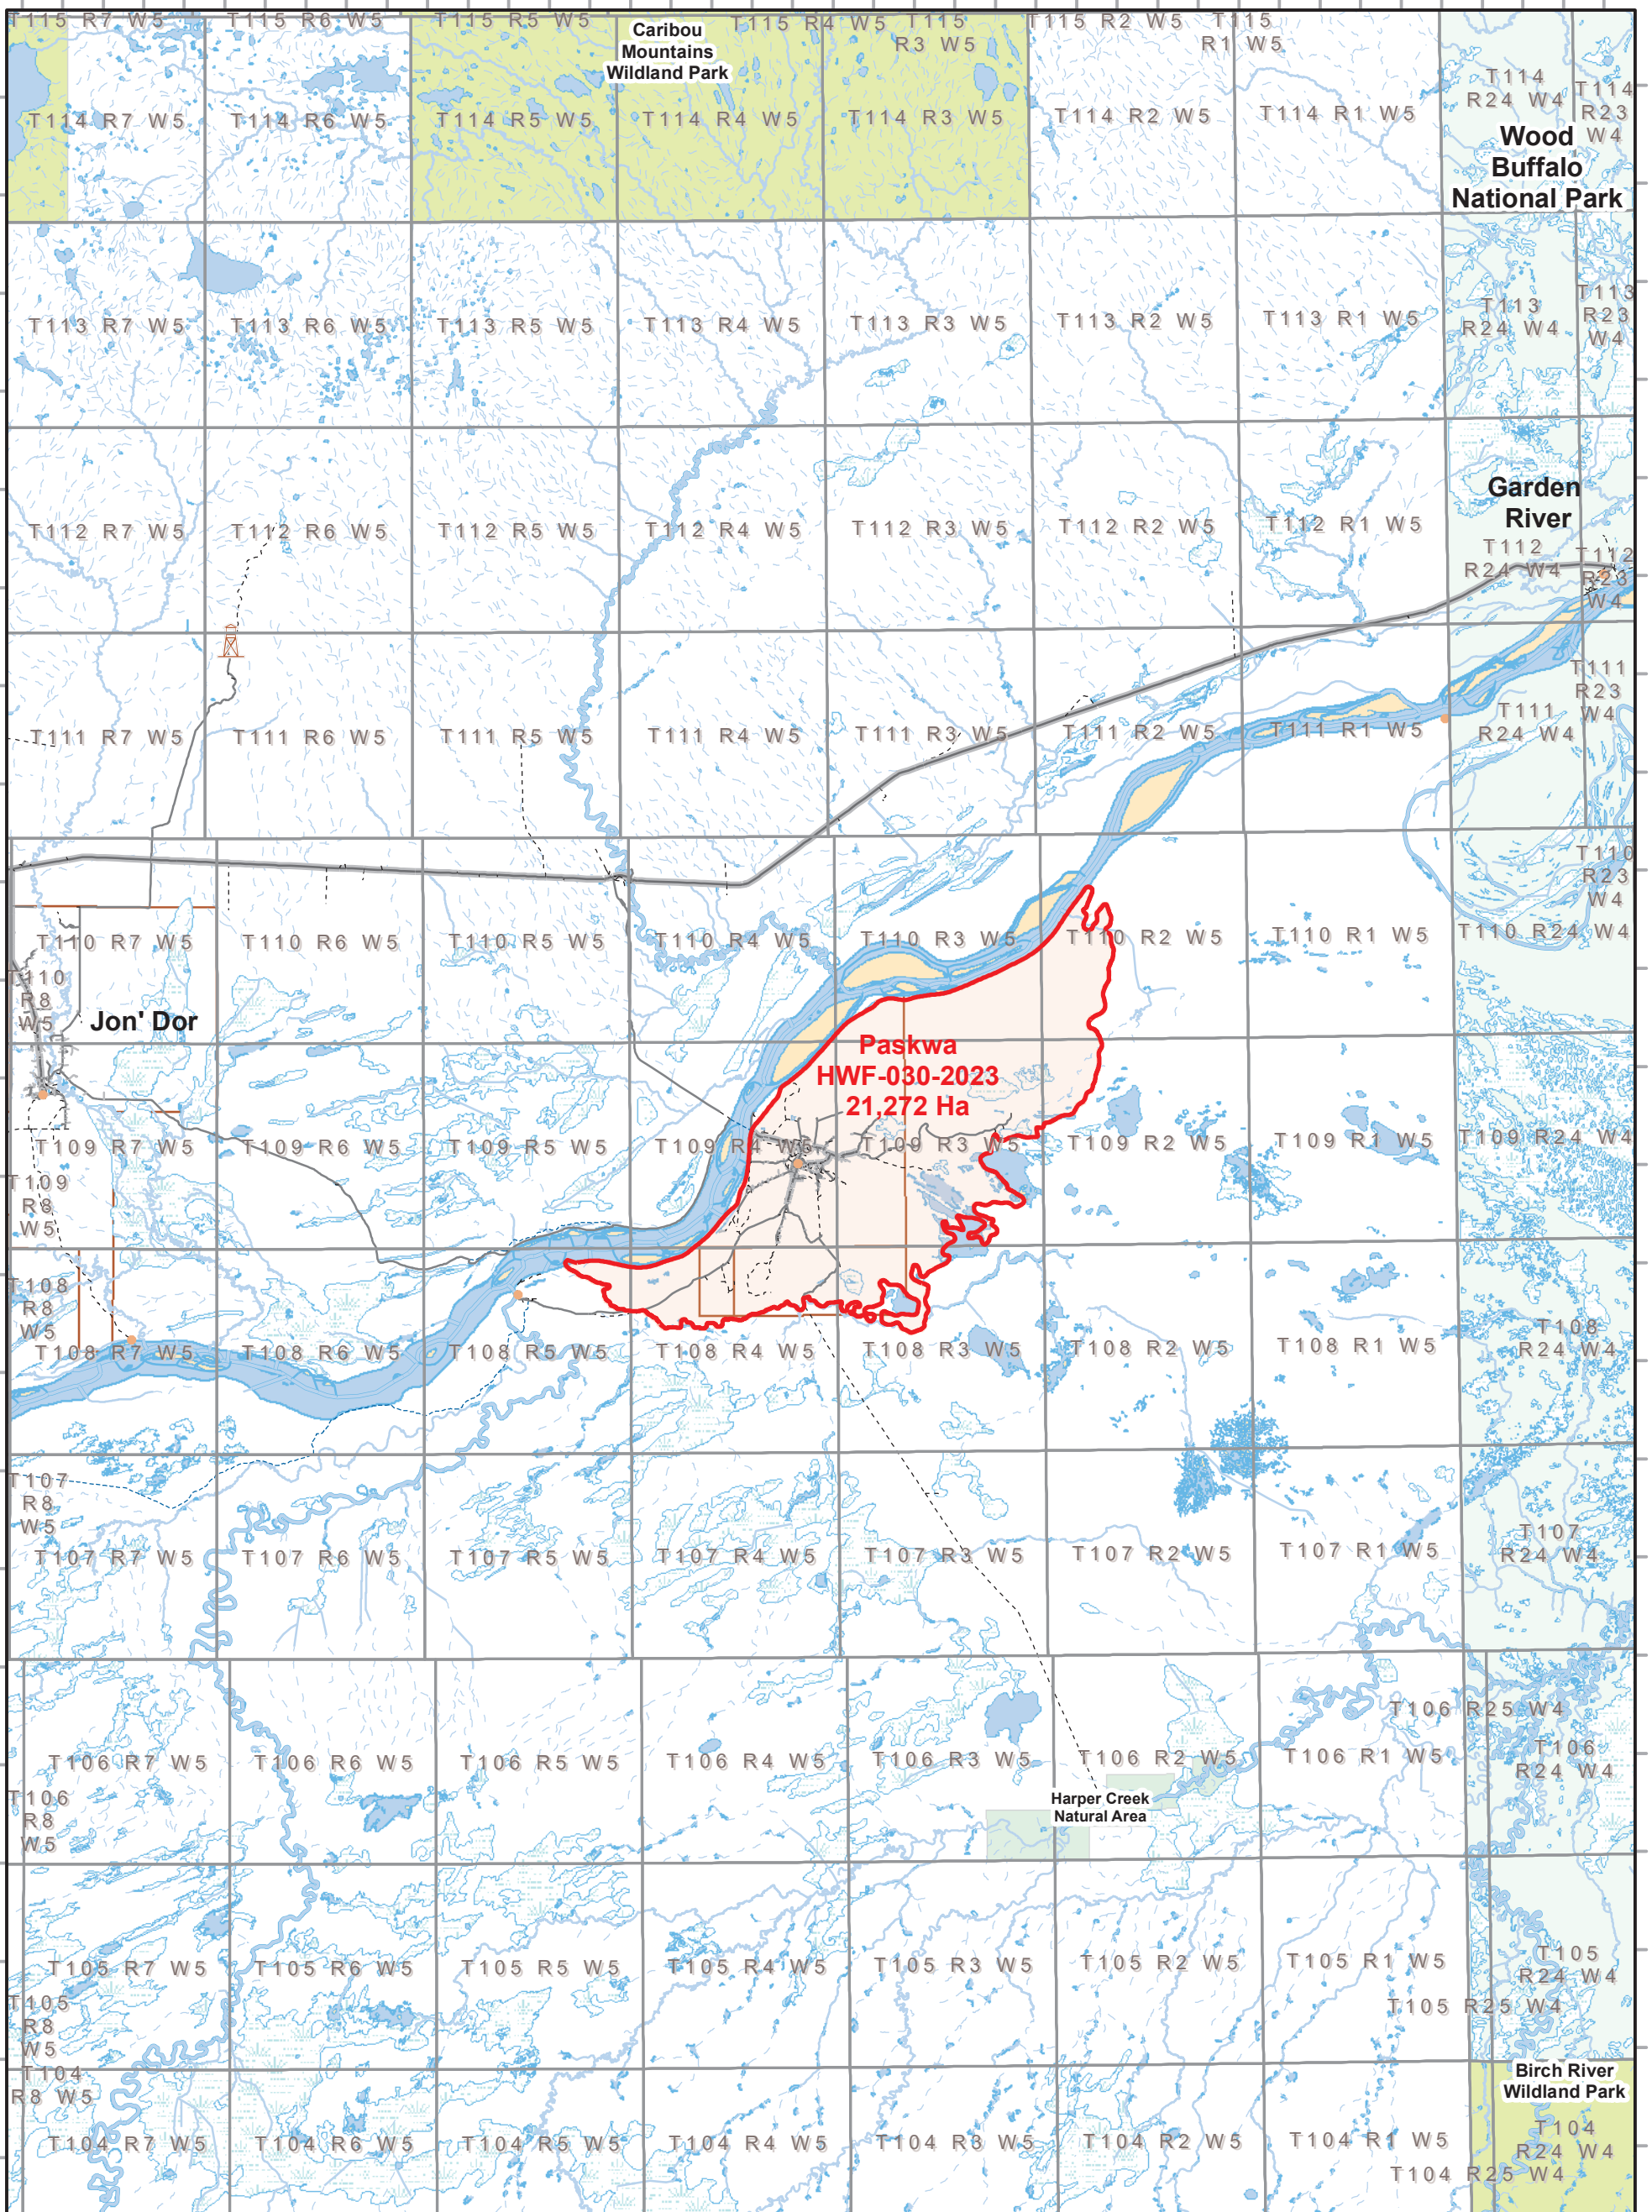 T115 R7 W5
T115 R6 W5
T115 R5 W5
Caribou
Mountains
Wildland Park
T115 R4 W5
T115
R3 W5
T115 R2 W5
T115
R1 W5
T114 R7 W5
T114 R6 W5
T114 R5 W5
T114 R4 W5
T114 R3 W5
T114 R2 W5
T114 R1 W5
T114
R24 W4
T114
R23
W4
Wood
Buffalo
National Park
T113 R7 W5
T113 R6 W5
T113 R5 W5
T113 R4 W5
T113 R3 W5
T113 R2 W5
T113 R1 W5
T113
R24 W4
T113
R23
W4
Garden
River
T112 R7 W5
T112 R6 W5
T112 R5 W5
T112 R4 W5
T112 R3 W5
T112 R2 W5
T112 R1 W5
T112
R24 W4
T112
R23
W4
T111 R7 W5
T111 R6 W5
T111 R5 W5
T111 R4 W5
T111 R3 W5
T111 R2 W5
T111 R1 W5
T111
R24 W4
T111
R23
W4
T110
R23
W4
T110 R7 W5
T110 R6 W5
T110 R5 W5
T110 R4 W5
T110 R3 W5
T110 R2 W5
T110 R1 W5
T110 R24 W4
T110
R8
W5
Jon' Dor
Paskwa
HWF-030-2023
21,272 Ha
T109 R7 W5
T109 R6 W5
T109 R5 W5
T109 R4 W5
T109 R3 W5
T109 R2 W5
T109 R1 W5
T109 R24 W4
T109
R8
W5
T108
R8
W5
T108 R7 W5
T108 R6 W5
T108 R5 W5
T108 R4 W5
T108 R3 W5
T108 R2 W5
T108 R1 W5
T108
R24 W4
T107
R8
W5
T107 R7 W5
T107 R6 W5
T107 R5 W5
T107 R4 W5
T107 R3 W5
T107 R2 W5
T107 R1 W5
T107
R24 W4
T106 R25 W4
T106 R7 W5
T106 R6 W5
T106 R5 W5
T106 R4 W5
T106 R3 W5
T106 R2 W5
T106 R1 W5
T106
R24 W4
T106
R8
W5
Harper Creek
Natural Area
T105 R7 W5
T105 R6 W5
T105 R5 W5
T105 R4 W5
T105 R3 W5
T105 R2 W5
T105 R1 W5
T105
R24 W4
T105
R8
W5
T105 R25 W4
T104
R8 W5
Birch River
Wildland Park
T104 R7 W5
T104 R6 W5
T104 R5 W5
T104 R4 W5
T104 R3 W5
T104 R2 W5
T104 R1 W5
T104
R24 W4
T104 R25 W4